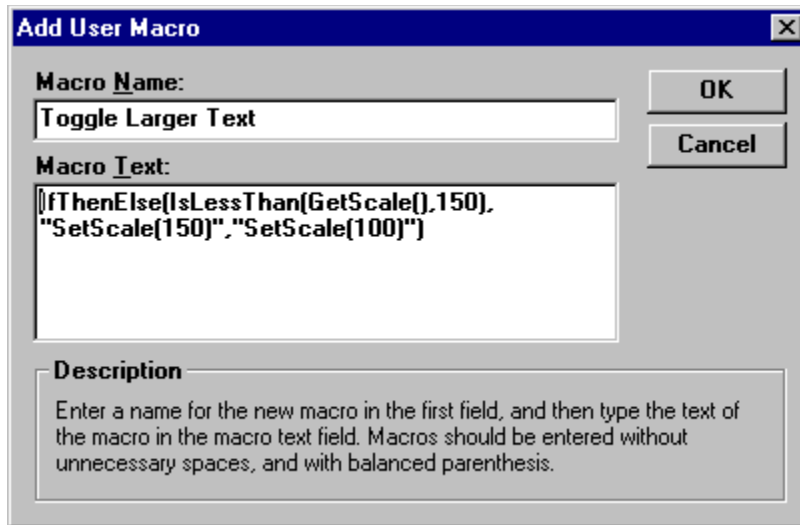 Add User Macro
Macro Name:
Toggle Larger Text
OK
Cancel
Macro Text:
IfThenElse(IsLessThan(GetScale(),150),
"SetScale(150)","SetScale(100)")
Description
Enter a name for the new macro in the first field, and then type the text of
the macro in the macro text field. Macros should be entered without
unnecessary spaces, and with balanced parenthesis.